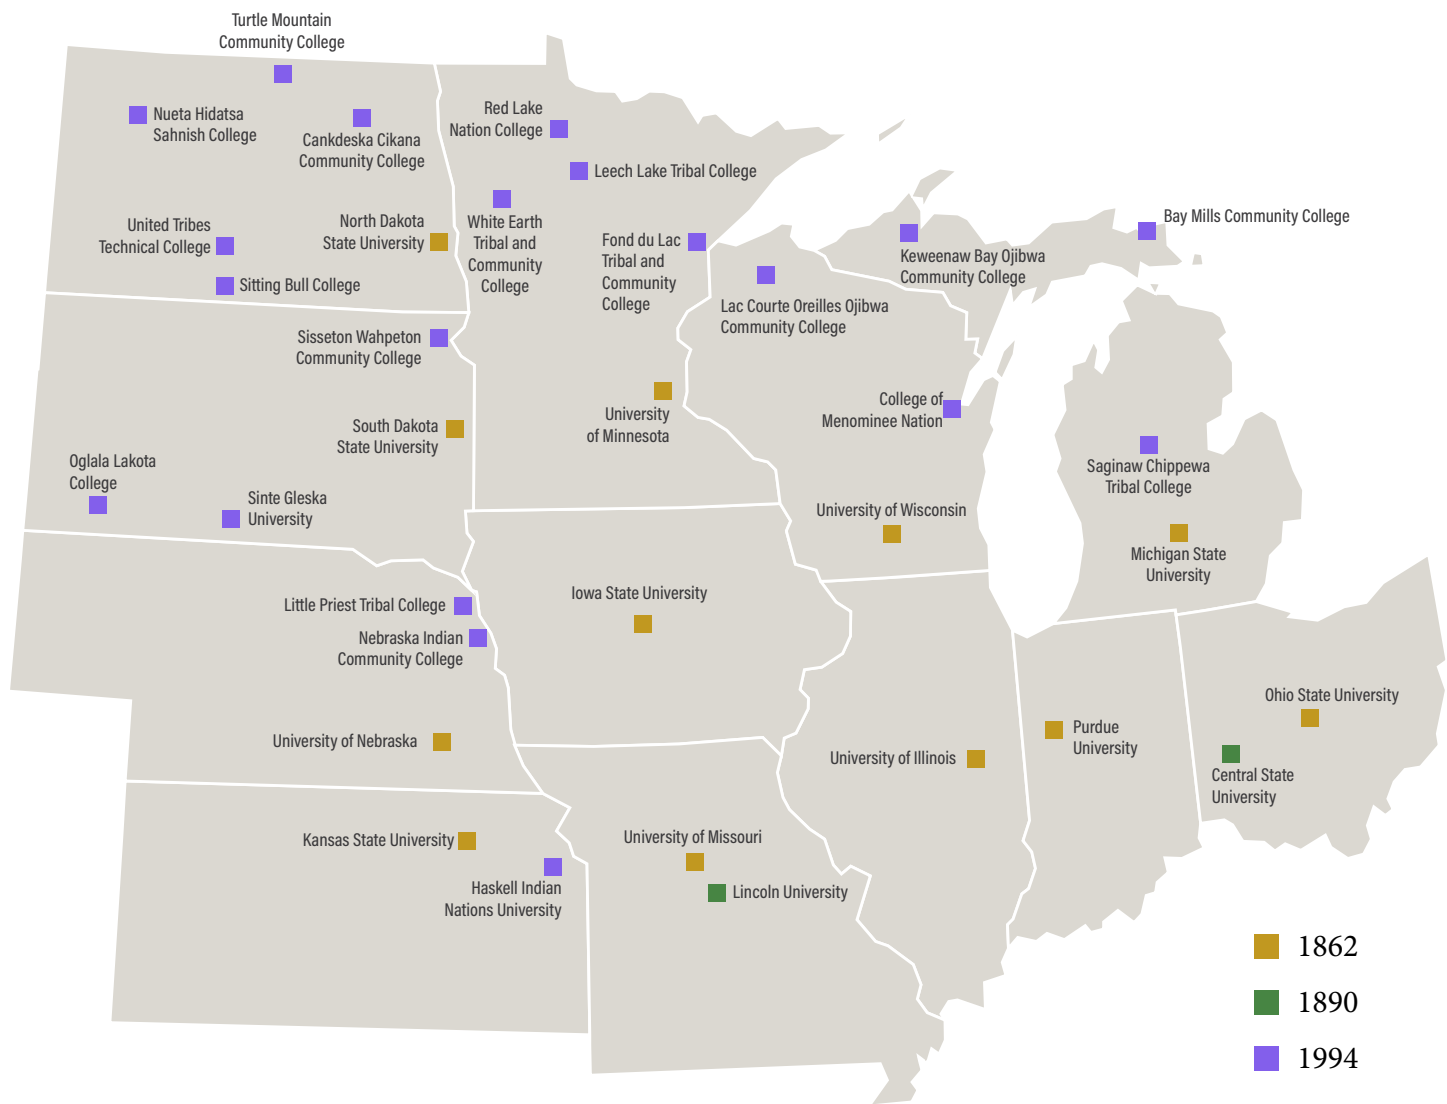 Turtle Mountain
Community College
Nueta Hidatsa
Sahnish College
Cankdeska Cikana
Community College
Red Lake
Nation College
Leech Lake Tribal College
White Earth
Tribal and
Community
College
United Tribes
Technical College
North Dakota
State University
Sitting Bull College
Fond du Lac
Tribal and
Community
College
Bay Mills Community College
Keweenaw Bay Ojibwa
Community College
Lac Courte Oreilles Ojibwa
Community College
Sisseton Wahpeton
Community College
South Dakota
State University
University
of Minnesota
College of
Menominee Nation
Oglala Lakota
College
Sinte Gleska
University
Saginaw Chippewa
Tribal College
University of Wisconsin
Michigan State
University
Little Priest Tribal College
Nebraska Indian
Community College
Iowa State University
University of Nebraska
University of Illinois
Purdue
University
Ohio State University
Central State
University
Kansas State University
Haskell Indian
Nations University
University of Missouri
Lincoln University
1862
1890
1994